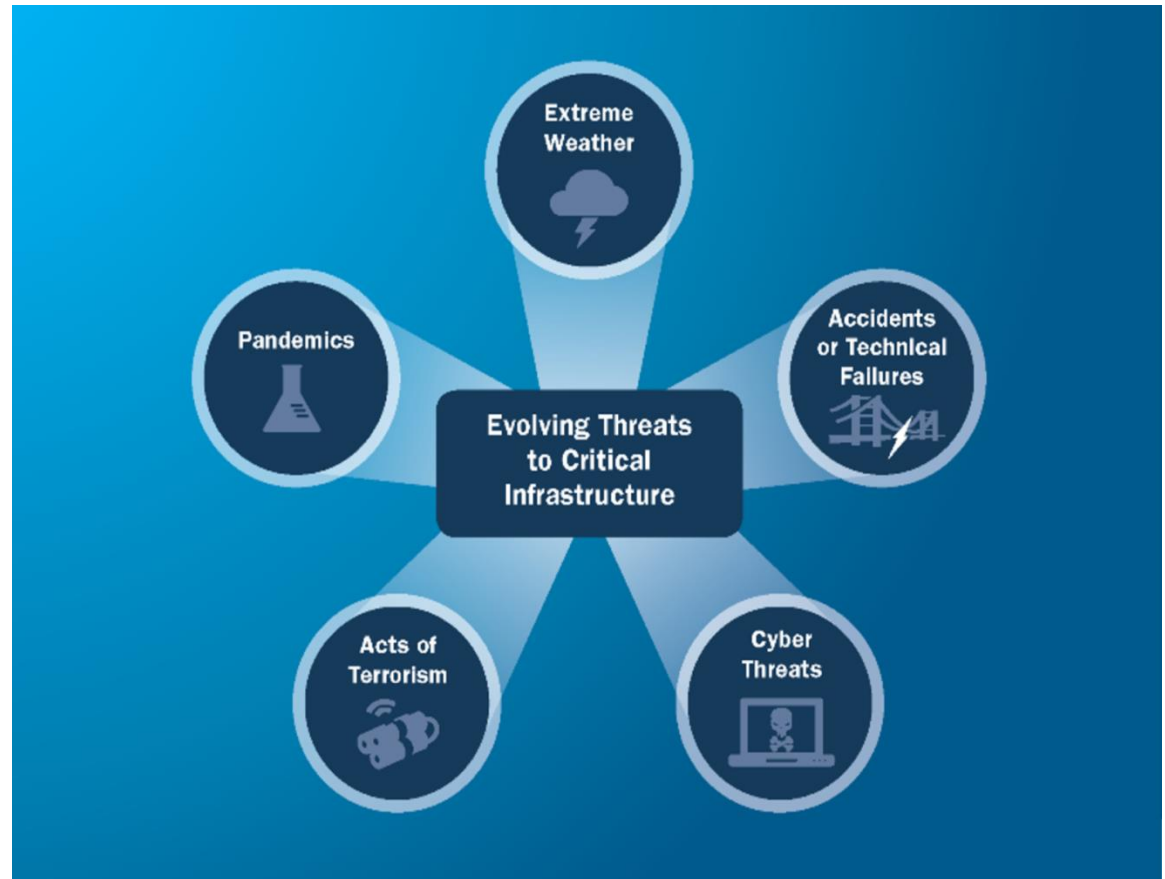 Extreme
Weather
Pandemics
Accidents
or Technical
Failures
Evolving Threats
to Critical
Infrastructure
Acts of
Terrorism
Cyber
Threats